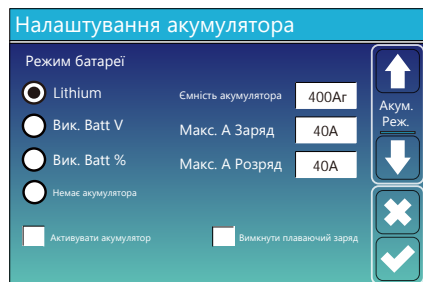 Налаштування акумулятора
Режим батареї
Lithium
Ємність акумулятора 400Аг
Вик. Batt V
Макс. А Заряд 40A
Вик. Batt %
Макс. А Розряд 40A
Немає акумулятора
Активувати акумулятор
Вимкнути плаваючий заряд
Акум.
Реж.